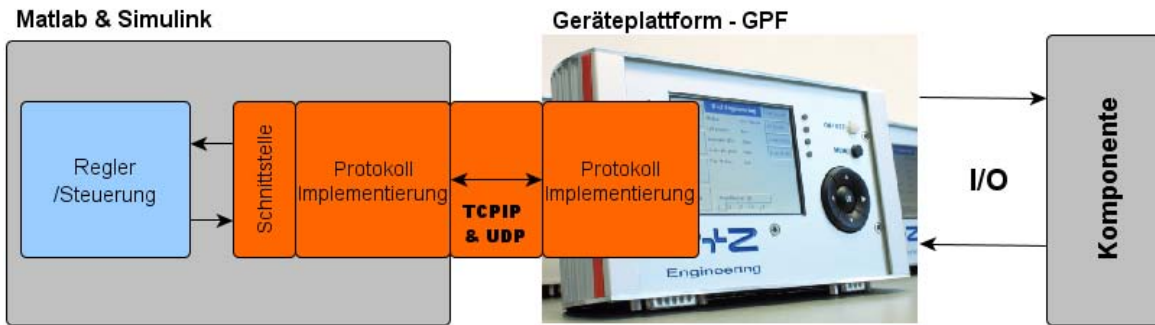 Matlab & Simulink
Geräteplattform - GPF
Regler
/Steuerung
Schnittstelle
Protokoll
Implementierung
TCPIP
& UDP
Protokoll
Implementierung
Engineering
I/O
Komponente